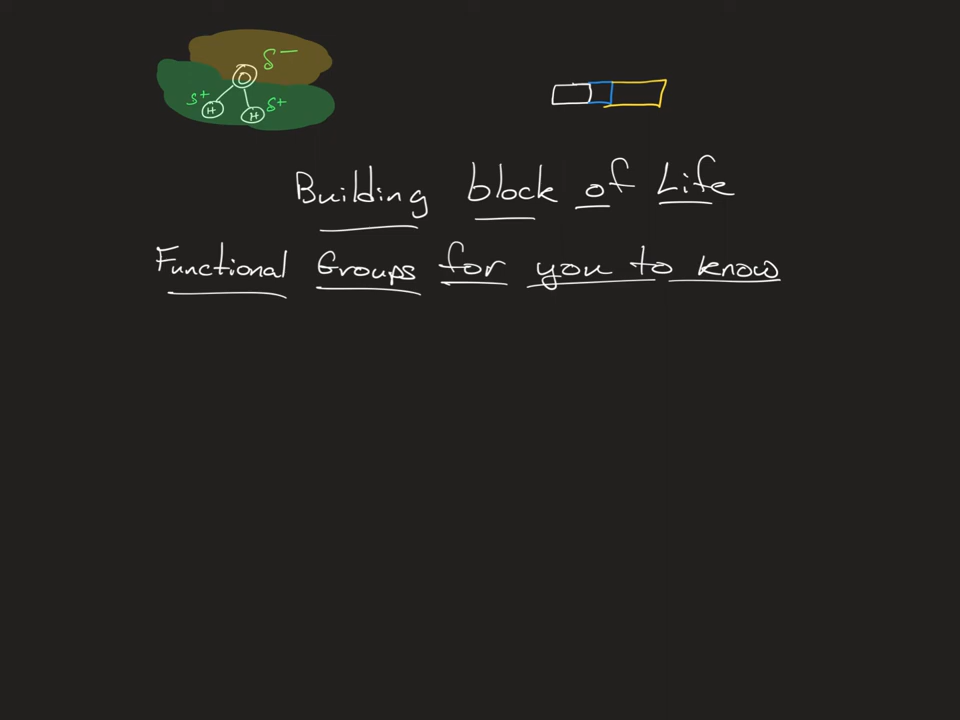 δ-
O
δ+ δ+
H H
Building block of Life
Functional Groups for you to know